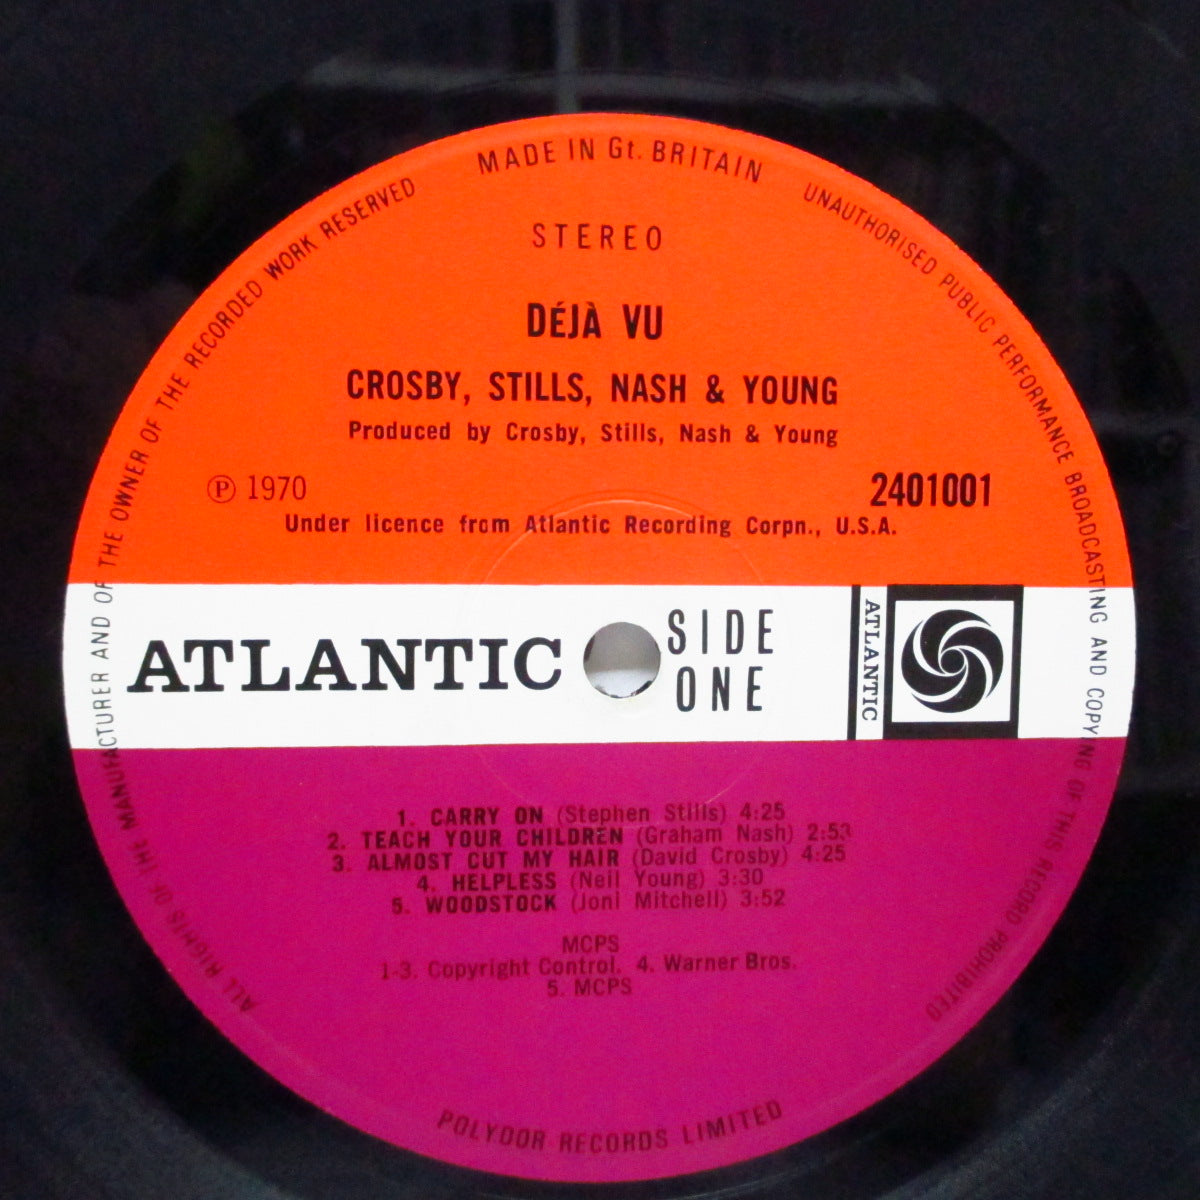 MADE IN Gt. BRITAIN
UNAUTHORISED PUBLIC PERFORMANCE BROADCASTING AND COPYING OF THIS RECORD PROHIBITED
ALL RIGHTS OF THE MANUFACTURER AND OF THE OWNER OF THE RECORDED WORK RESERVED
STEREO
DÉJÀ VU
CROSBY, STILLS, NASH & YOUNG
Produced by Crosby, Stills, Nash & Young
Ⓟ 1970
2401001
Under licence from Atlantic Recording Corpn., U.S.A.
ATLANTIC
SIDE
ONE
ATLANTIC
1. CARRY ON (Stephen Stills) 4:25
2. TEACH YOUR CHILDREN (Graham Nash) 2:53
3. ALMOST CUT MY HAIR (David Crosby) 4:25
4. HELPLESS (Neil Young) 3:30
5. WOODSTOCK (Joni Mitchell) 3:52
MCPS
1-3. Copyright Control. 4. Warner Bros.
5. MCPS
POLYDOR RECORDS LIMITED